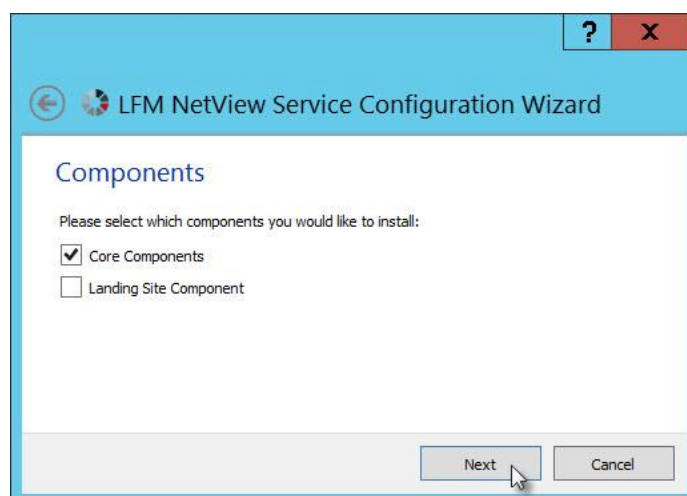 ?
X
LFM NetView Service Configuration Wizard
Components
Please select which components you would like to install:
Core Components
Landing Site Component
Next
Cancel